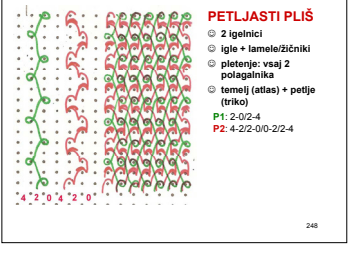 PETLJASTI PLIŠ
☺ 2 igelnici
☺ igle + lamele/žičniki
☺ pletenje: vsaj 2
polagalnika
☺ temelj (atlas) + petlje
(triko)
P1: 2-0/2-4
P2: 4-2/2-0/0-2/2-4
4 2 0 4 2 0
248